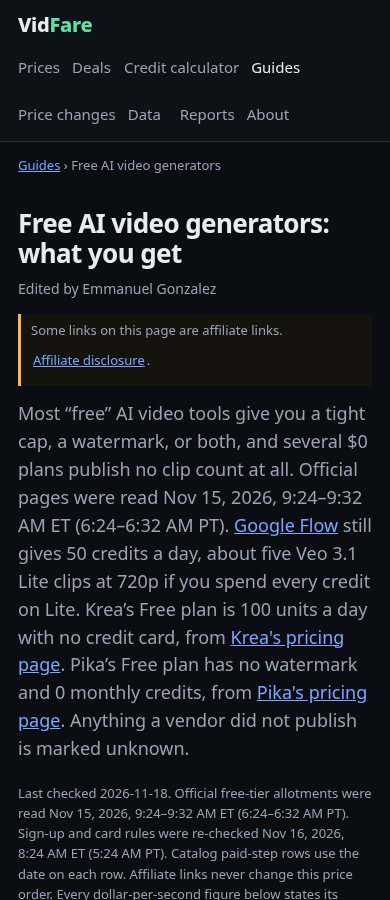 VidFare
Prices Deals Credit calculator Guides
Price changes Data Reports About
Guides › Free AI video generators
Free AI video generators:
what you get
Edited by Emmanuel Gonzalez
Some links on this page are affiliate links.
Affiliate disclosure.
Most “free” AI video tools give you a tight
cap, a watermark, or both, and several $0
plans publish no clip count at all. Official
pages were read Nov 15, 2026, 9:24–9:32
AM ET (6:24–6:32 AM PT). Google Flow still
gives 50 credits a day, about five Veo 3.1
Lite clips at 720p if you spend every credit
on Lite. Krea’s Free plan is 100 units a day
with no credit card, from Krea's pricing
page. Pika’s Free plan has no watermark
and 0 monthly credits, from Pika's pricing
page. Anything a vendor did not publish
is marked unknown.
Last checked 2026-11-18. Official free-tier allotments were
read Nov 15, 2026, 9:24–9:32 AM ET (6:24–6:32 AM PT).
Sign-up and card rules were re-checked Nov 16, 2026,
8:24 AM ET (5:24 AM PT). Catalog paid-step rows use the
date on each row. Affiliate links never change this price
order. Every dollar-per-second figure below states its